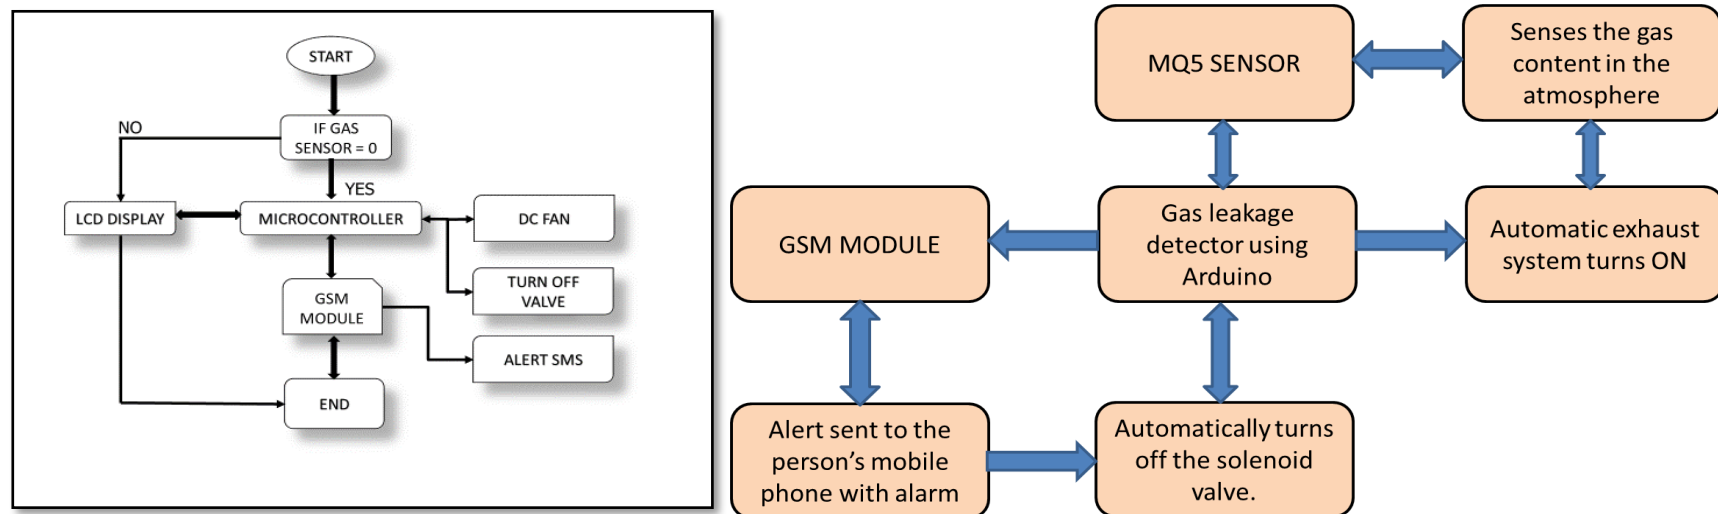 START
IF GAS
SENSOR = 0
NO
YES
LCD DISPLAY
MICROCONTROLLER
DC FAN
TURN OFF
VALVE
GSM
MODULE
ALERT SMS
END
MQ5 SENSOR
Senses the gas
content in the
atmosphere
GSM MODULE
Gas leakage
detector using
Arduino
Automatic exhaust
system turns ON
Alert sent to the
person’s mobile
phone with alarm
Automatically turns
off the solenoid
valve.